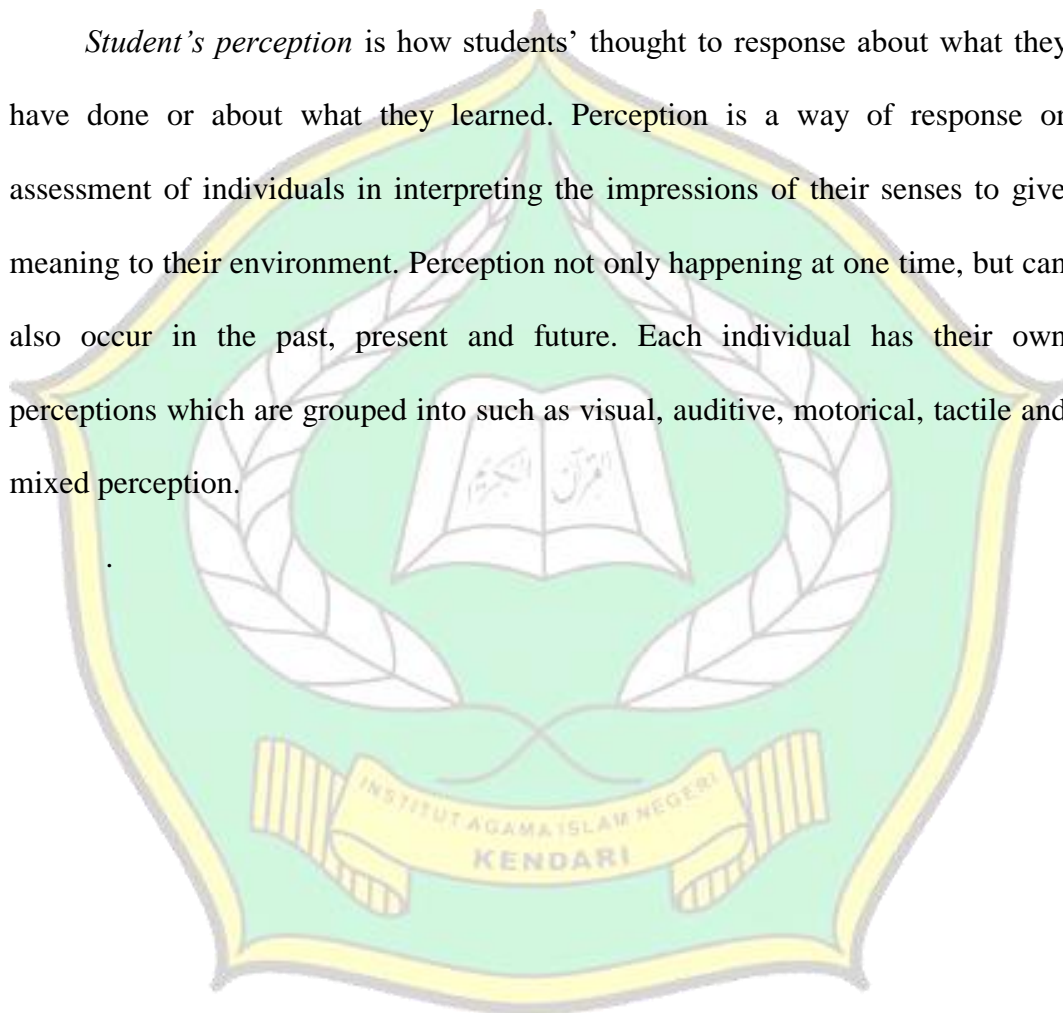 Student’s perception is how students’ thought to response about what they
have done or about what they learned. Perception is a way of response or
assessment of individuals in interpreting the impressions of their senses to give
meaning to their environment. Perception not only happening at one time, but can
also occur in the past, present and future. Each individual has their own
perceptions which are grouped into such as visual, auditive, motorical, tactile and
mixed perception.
.
القرآن الكريم
INSTITUT AGAMA ISLAM NEGERI
KENDARI